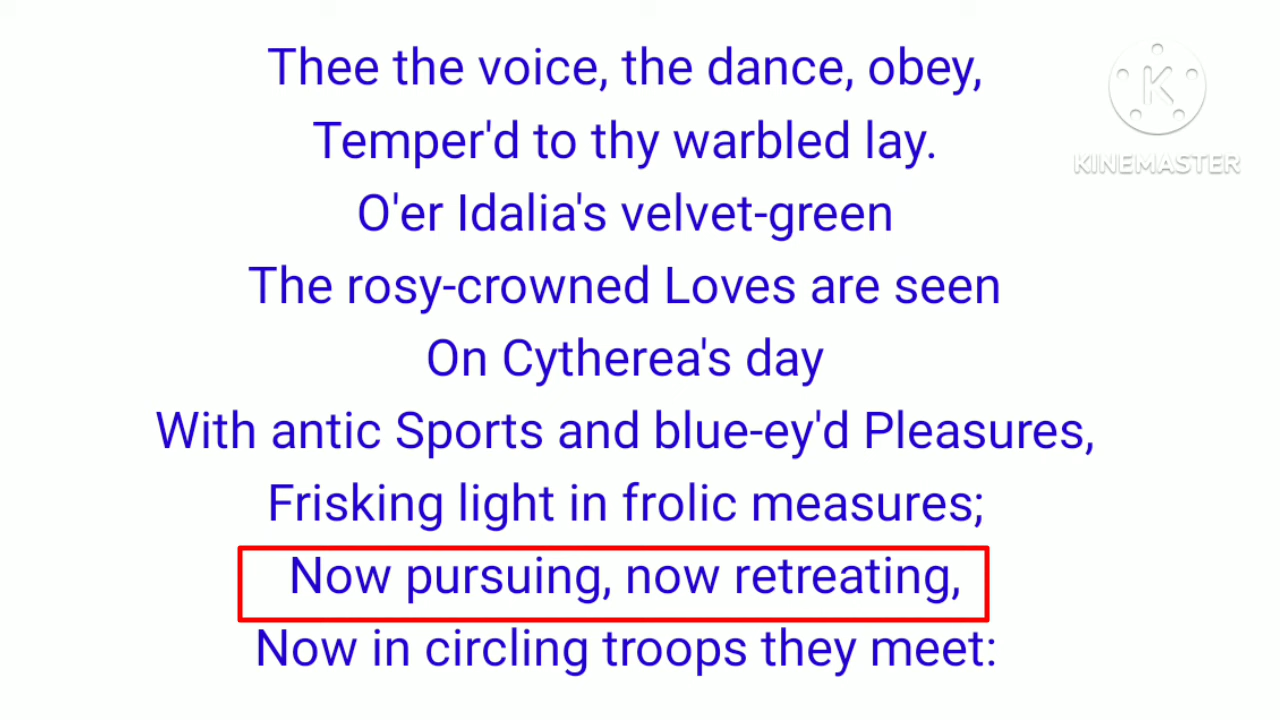 Thee the voice, the dance, obey,
Temper'd to thy warbled lay.
O'er Idalia's velvet-green
The rosy-crowned Loves are seen
On Cytherea's day
With antic Sports and blue-ey'd Pleasures,
Frisking light in frolic measures;
Now pursuing, now retreating,
Now in circling troops they meet:
K
KINEMASTER